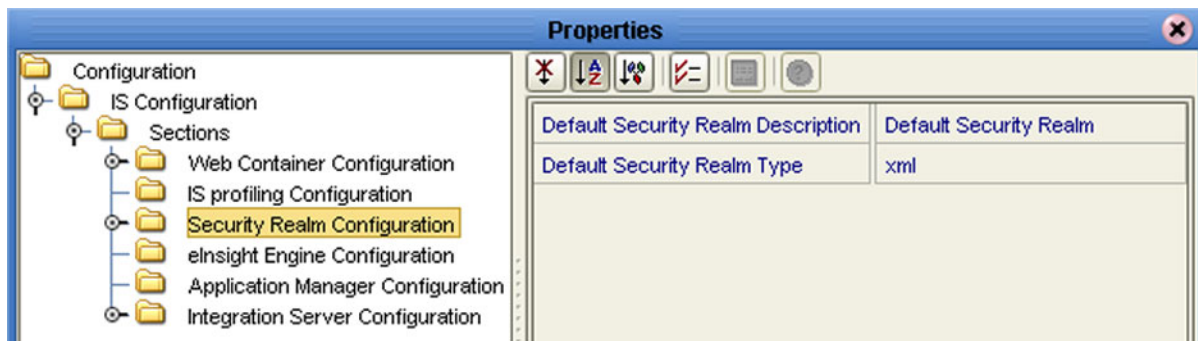 Properties
Configuration
IS Configuration
Sections
Web Container Configuration
IS profiling Configuration
Security Realm Configuration
eInsight Engine Configuration
Application Manager Configuration
Integration Server Configuration
Default Security Realm Description Default Security Realm
Default Security Realm Type xml